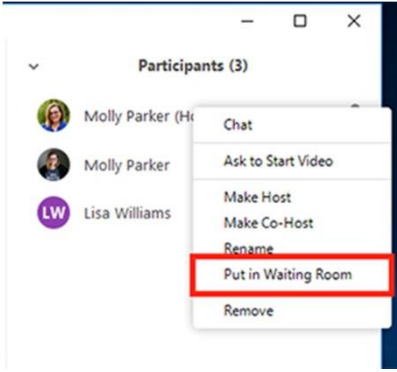 Participants (3)
Molly Parker (Ho
Chat
Ask to Start Video
Molly Parker
Make Host
LW Lisa Williams
Make Co-Host
Rename
Put in Waiting Room
Remove